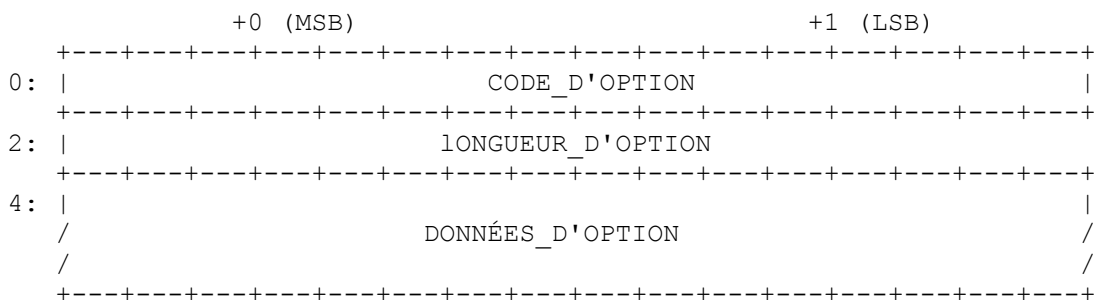 +0 (MSB) +1 (LSB)
+---+---+---+---+---+---+---+---+---+---+---+---+---+---+---+---+
0: | CODE_D'OPTION |
+---+---+---+---+---+---+---+---+---+---+---+---+---+---+---+---+
2: | lONGUEUR_D'OPTION
+---+---+---+---+---+---+---+---+---+---+---+---+---+---+---+---+
4: | |
/ DONNÉES_D'OPTION /
/ /
+---+---+---+---+---+---+---+---+---+---+---+---+---+---+---+---+